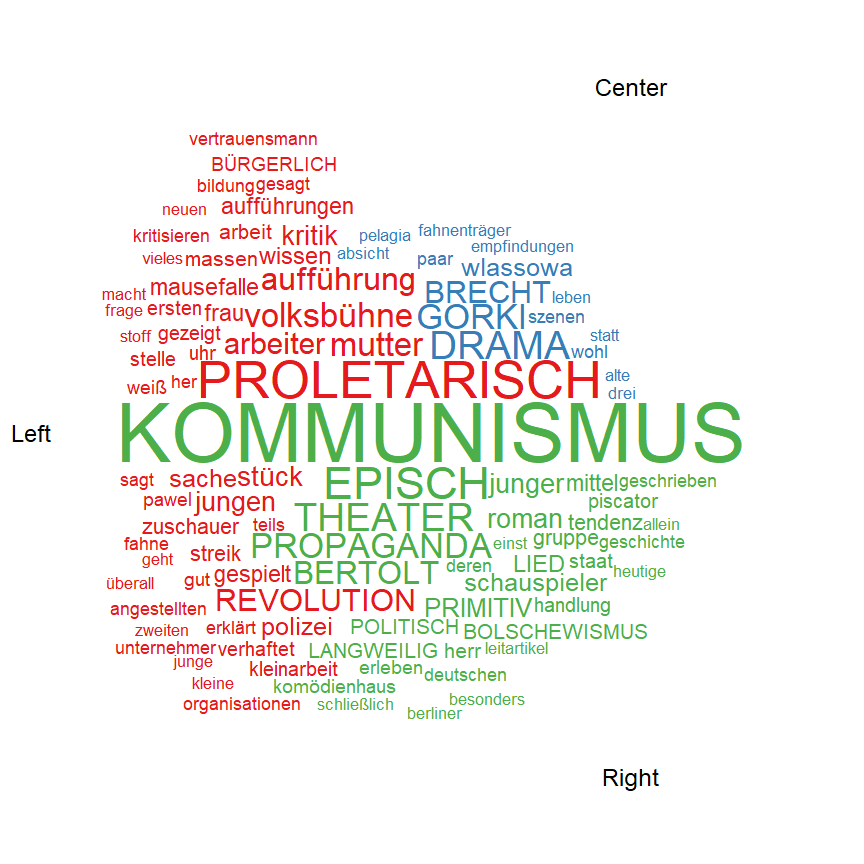 Center
vertrauensmann
BÜRGERLICH
bildung gesagt
neuen aufführungen
kritisieren arbeit kritik pelagia fahnenträger
vieles massen wissen absicht paar empfindungen
mausefalle aufführung wlassowa
macht BRECHT leben
frage ersten frau volksbühne GORKI szenen
stoff gezeigt arbeiter mutter DRAMA statt
stelle uhr wohl
weiß her PROLETARISCH alte
drei
Left KOMMUNISMUS
sagt sache stück EPISCH junger mittel geschrieben
pawel jungen piscator
zuschauer teils THEATER roman tendenz allein
fahne PROPAGANDA einst gruppe geschichte
geht streik
überall gut gespielt BERTOLT deren LIED staat heutige
schauspieler
angestellten REVOLUTION PRIMITIV handlung
zweiten erklärt polizei POLITISCH BOLSCHEWISMUS
unternehmer verhaftet LANGWEILIG herr leitartikel
junge kleinarbeit erleben deutschen
kleine komödienhaus
organisationen schließlich besonders
berliner
Right